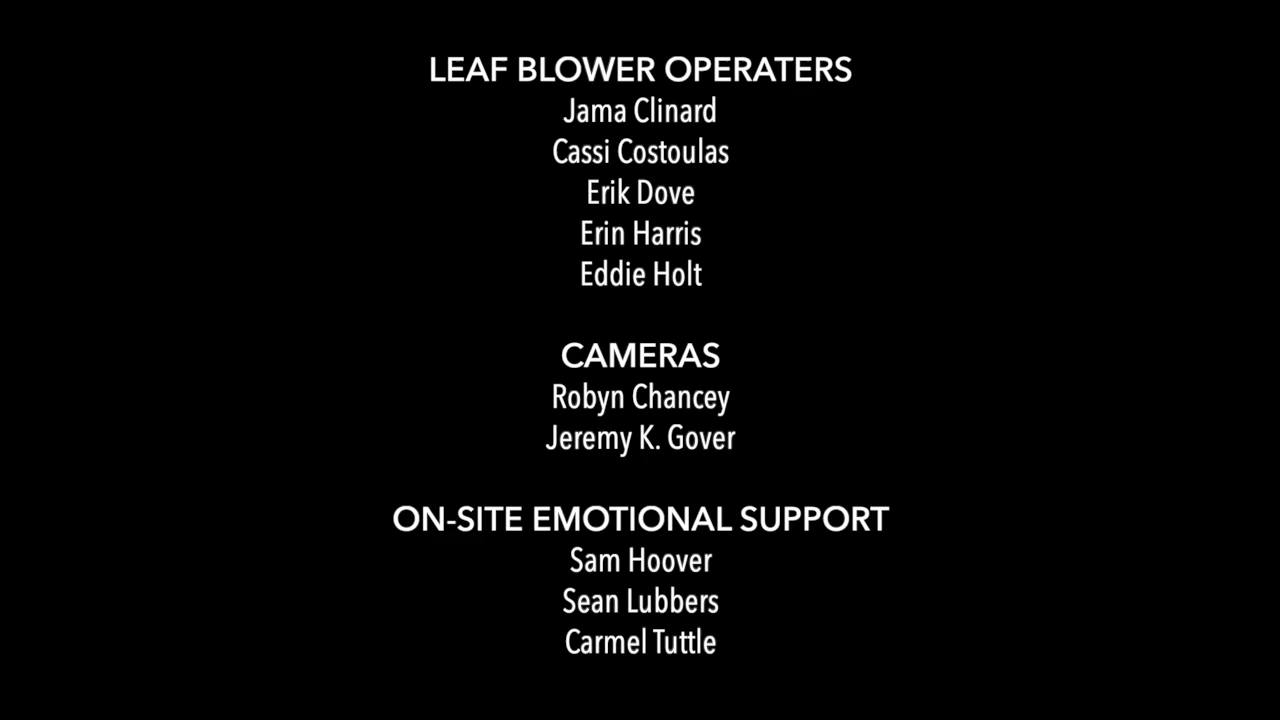 LEAF BLOWER OPERATERS
Jama Clinard
Cassi Costoulas
Erik Dove
Erin Harris
Eddie Holt
CAMERAS
Robyn Chancey
Jeremy K. Gover
ON-SITE EMOTIONAL SUPPORT
Sam Hoover
Sean Lubbers
Carmel Tuttle